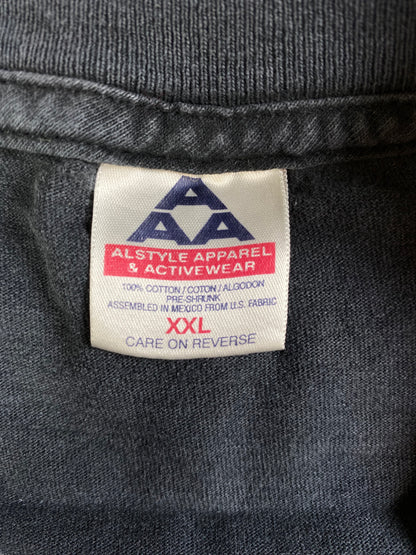 A
A A
ALSTYLE APPAREL
& ACTIVEWEAR
100% COTTON / COTON / ALGODON
PRE-SHRUNK
ASSEMBLED IN MEXICO FROM U.S. FABRIC
XXL
CARE ON REVERSE